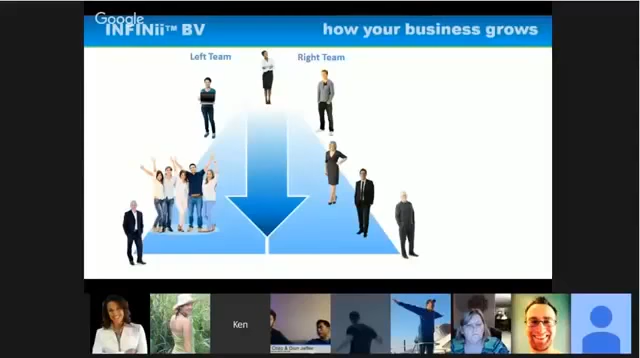 Google
INFINii™ BV
how your business grows
Left Team
Right Team
Ken